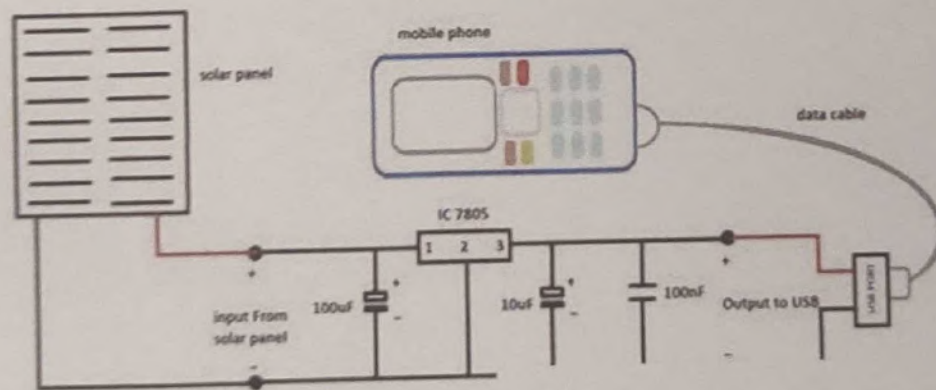 mobile phone
solar panel
data cable
IC 7805
1 2 3
+
+
+
+
100uF
10uF
100nF
USB PORT
input From
solar panel
Output to USB
-
-
-
-